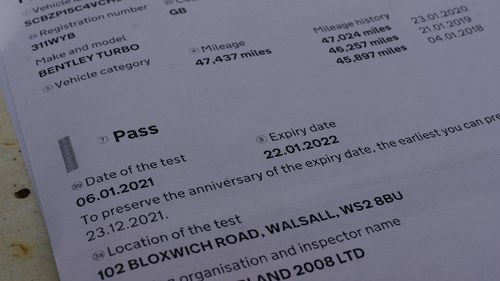 Registration number
GB
311WYB
Make and model
BENTLEY TURBO
Vehicle category
Mileage
47,437 miles
Mileage history
47,024 miles 23.01.2020
46,257 miles 21.01.2019
45,897 miles 04.01.2018
Pass
Date of the test
06.01.2021
Expiry date
22.01.2022
To preserve the anniversary of the expiry date, the earliest you can pre
23.12.2021.
Location of the test
102 BLOXWICH ROAD, WALSALL, WS2 8BU
organisation and inspector name
LAND 2008 LTD